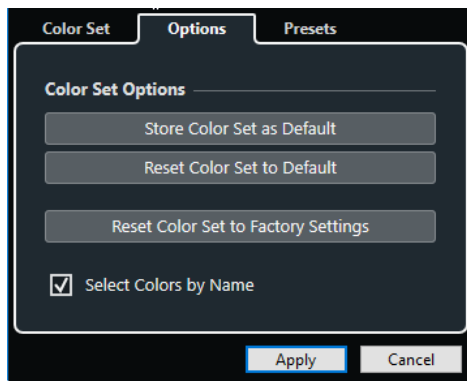 Color Set Options Presets
Color Set Options
Store Color Set as Default
Reset Color Set to Default
Reset Color Set to Factory Settings
Select Colors by Name
Apply Cancel